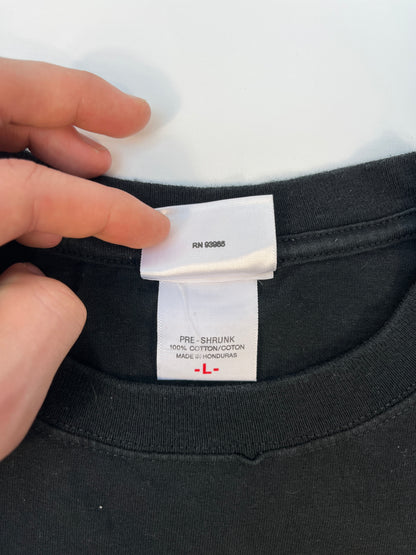 RN 93985
PRE-SHRUNK
100% COTTON/COTON
MADE IN HONDURAS
-L-